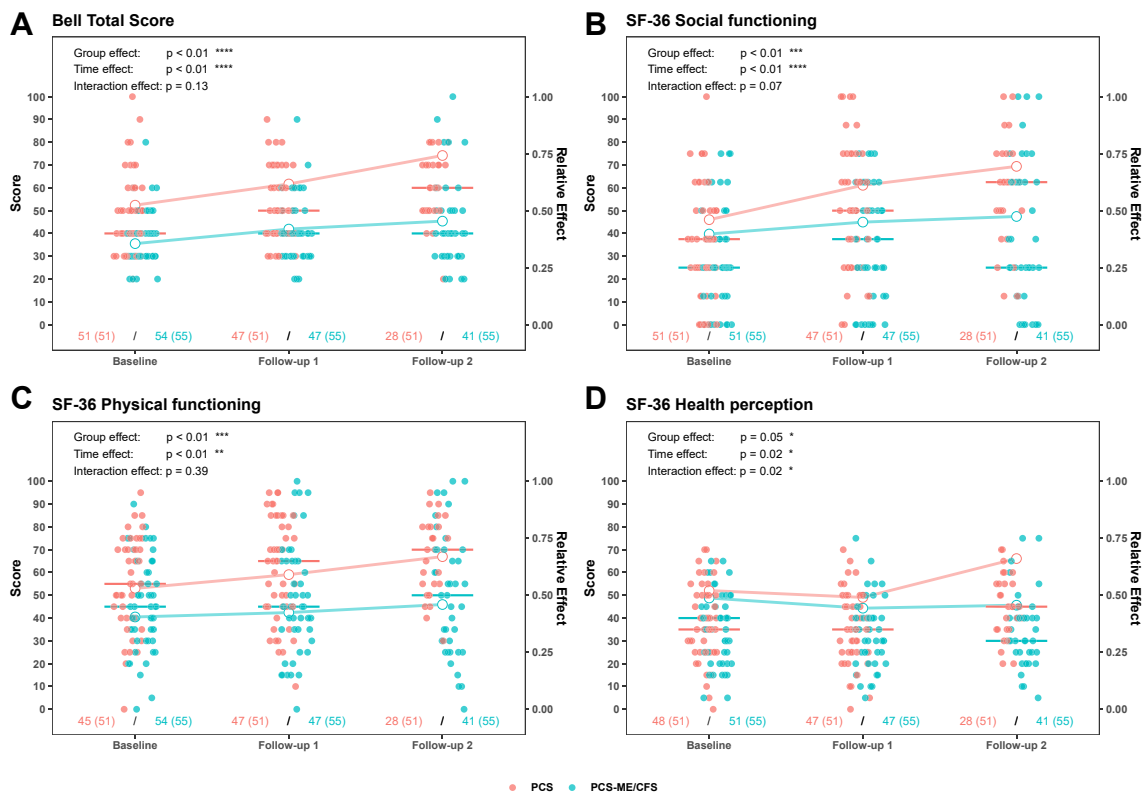 A Bell Total Score
Group effect: p < 0.01 ****
Time effect: p < 0.01 ****
Interaction effect: p = 0.13
Score
100
90
80
70
60
50
40
30
20
10
0
1.00
0.75
0.50
0.25
0.00
Relative Effect
51 (51) / 54 (55) 47 (51) / 47 (55) 28 (51) / 41 (55)
Baseline Follow-up 1 Follow-up 2
B SF-36 Social functioning
Group effect: p < 0.01 ***
Time effect: p < 0.01 ****
Interaction effect: p = 0.07
Score
100
90
80
70
60
50
40
30
20
10
0
1.00
0.75
0.50
0.25
0.00
Relative Effect
51 (51) / 51 (55) 47 (51) / 47 (55) 28 (51) / 41 (55)
Baseline Follow-up 1 Follow-up 2
C SF-36 Physical functioning
Group effect: p < 0.01 ***
Time effect: p < 0.01 **
Interaction effect: p = 0.39
Score
100
90
80
70
60
50
40
30
20
10
0
1.00
0.75
0.50
0.25
0.00
Relative Effect
45 (51) / 54 (55) 47 (51) / 47 (55) 28 (51) / 41 (55)
Baseline Follow-up 1 Follow-up 2
D SF-36 Health perception
Group effect: p = 0.05 *
Time effect: p = 0.02 *
Interaction effect: p = 0.02 *
Score
100
90
80
70
60
50
40
30
20
10
0
1.00
0.75
0.50
0.25
0.00
Relative Effect
48 (51) / 51 (55) 47 (51) / 47 (55) 28 (51) / 41 (55)
Baseline Follow-up 1 Follow-up 2
PCS PCS-ME/CFS